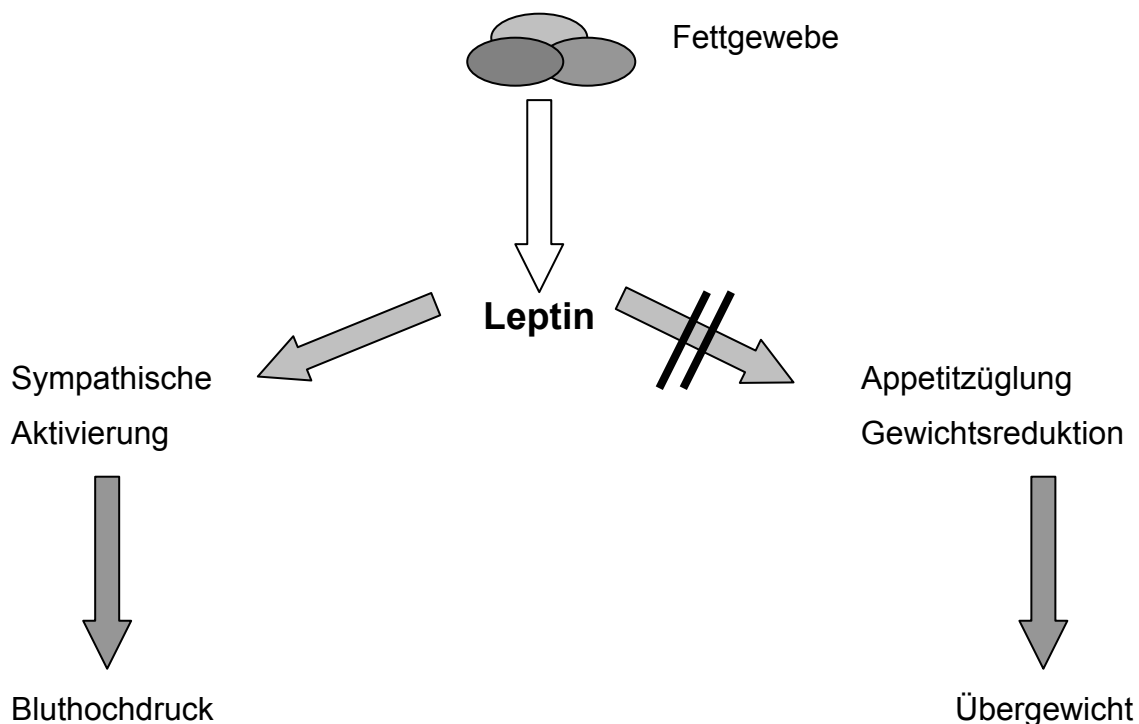 Fettgewebe
Leptin
Sympathische
Aktivierung
Appetitzüglung
Gewichtsreduktion
Bluthochdruck
Übergewicht